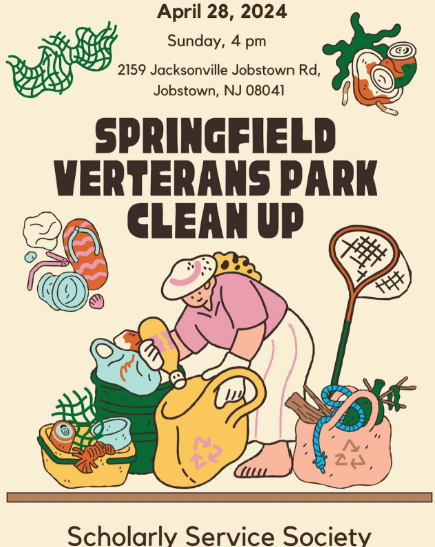 April 28, 2024
Sunday, 4 pm
2159 Jacksonville Jobstown Rd,
Jobstown, NJ 08041
SPRINGFIELD
VERTERANS PARK
CLEAN UP
Scholarly Service Society